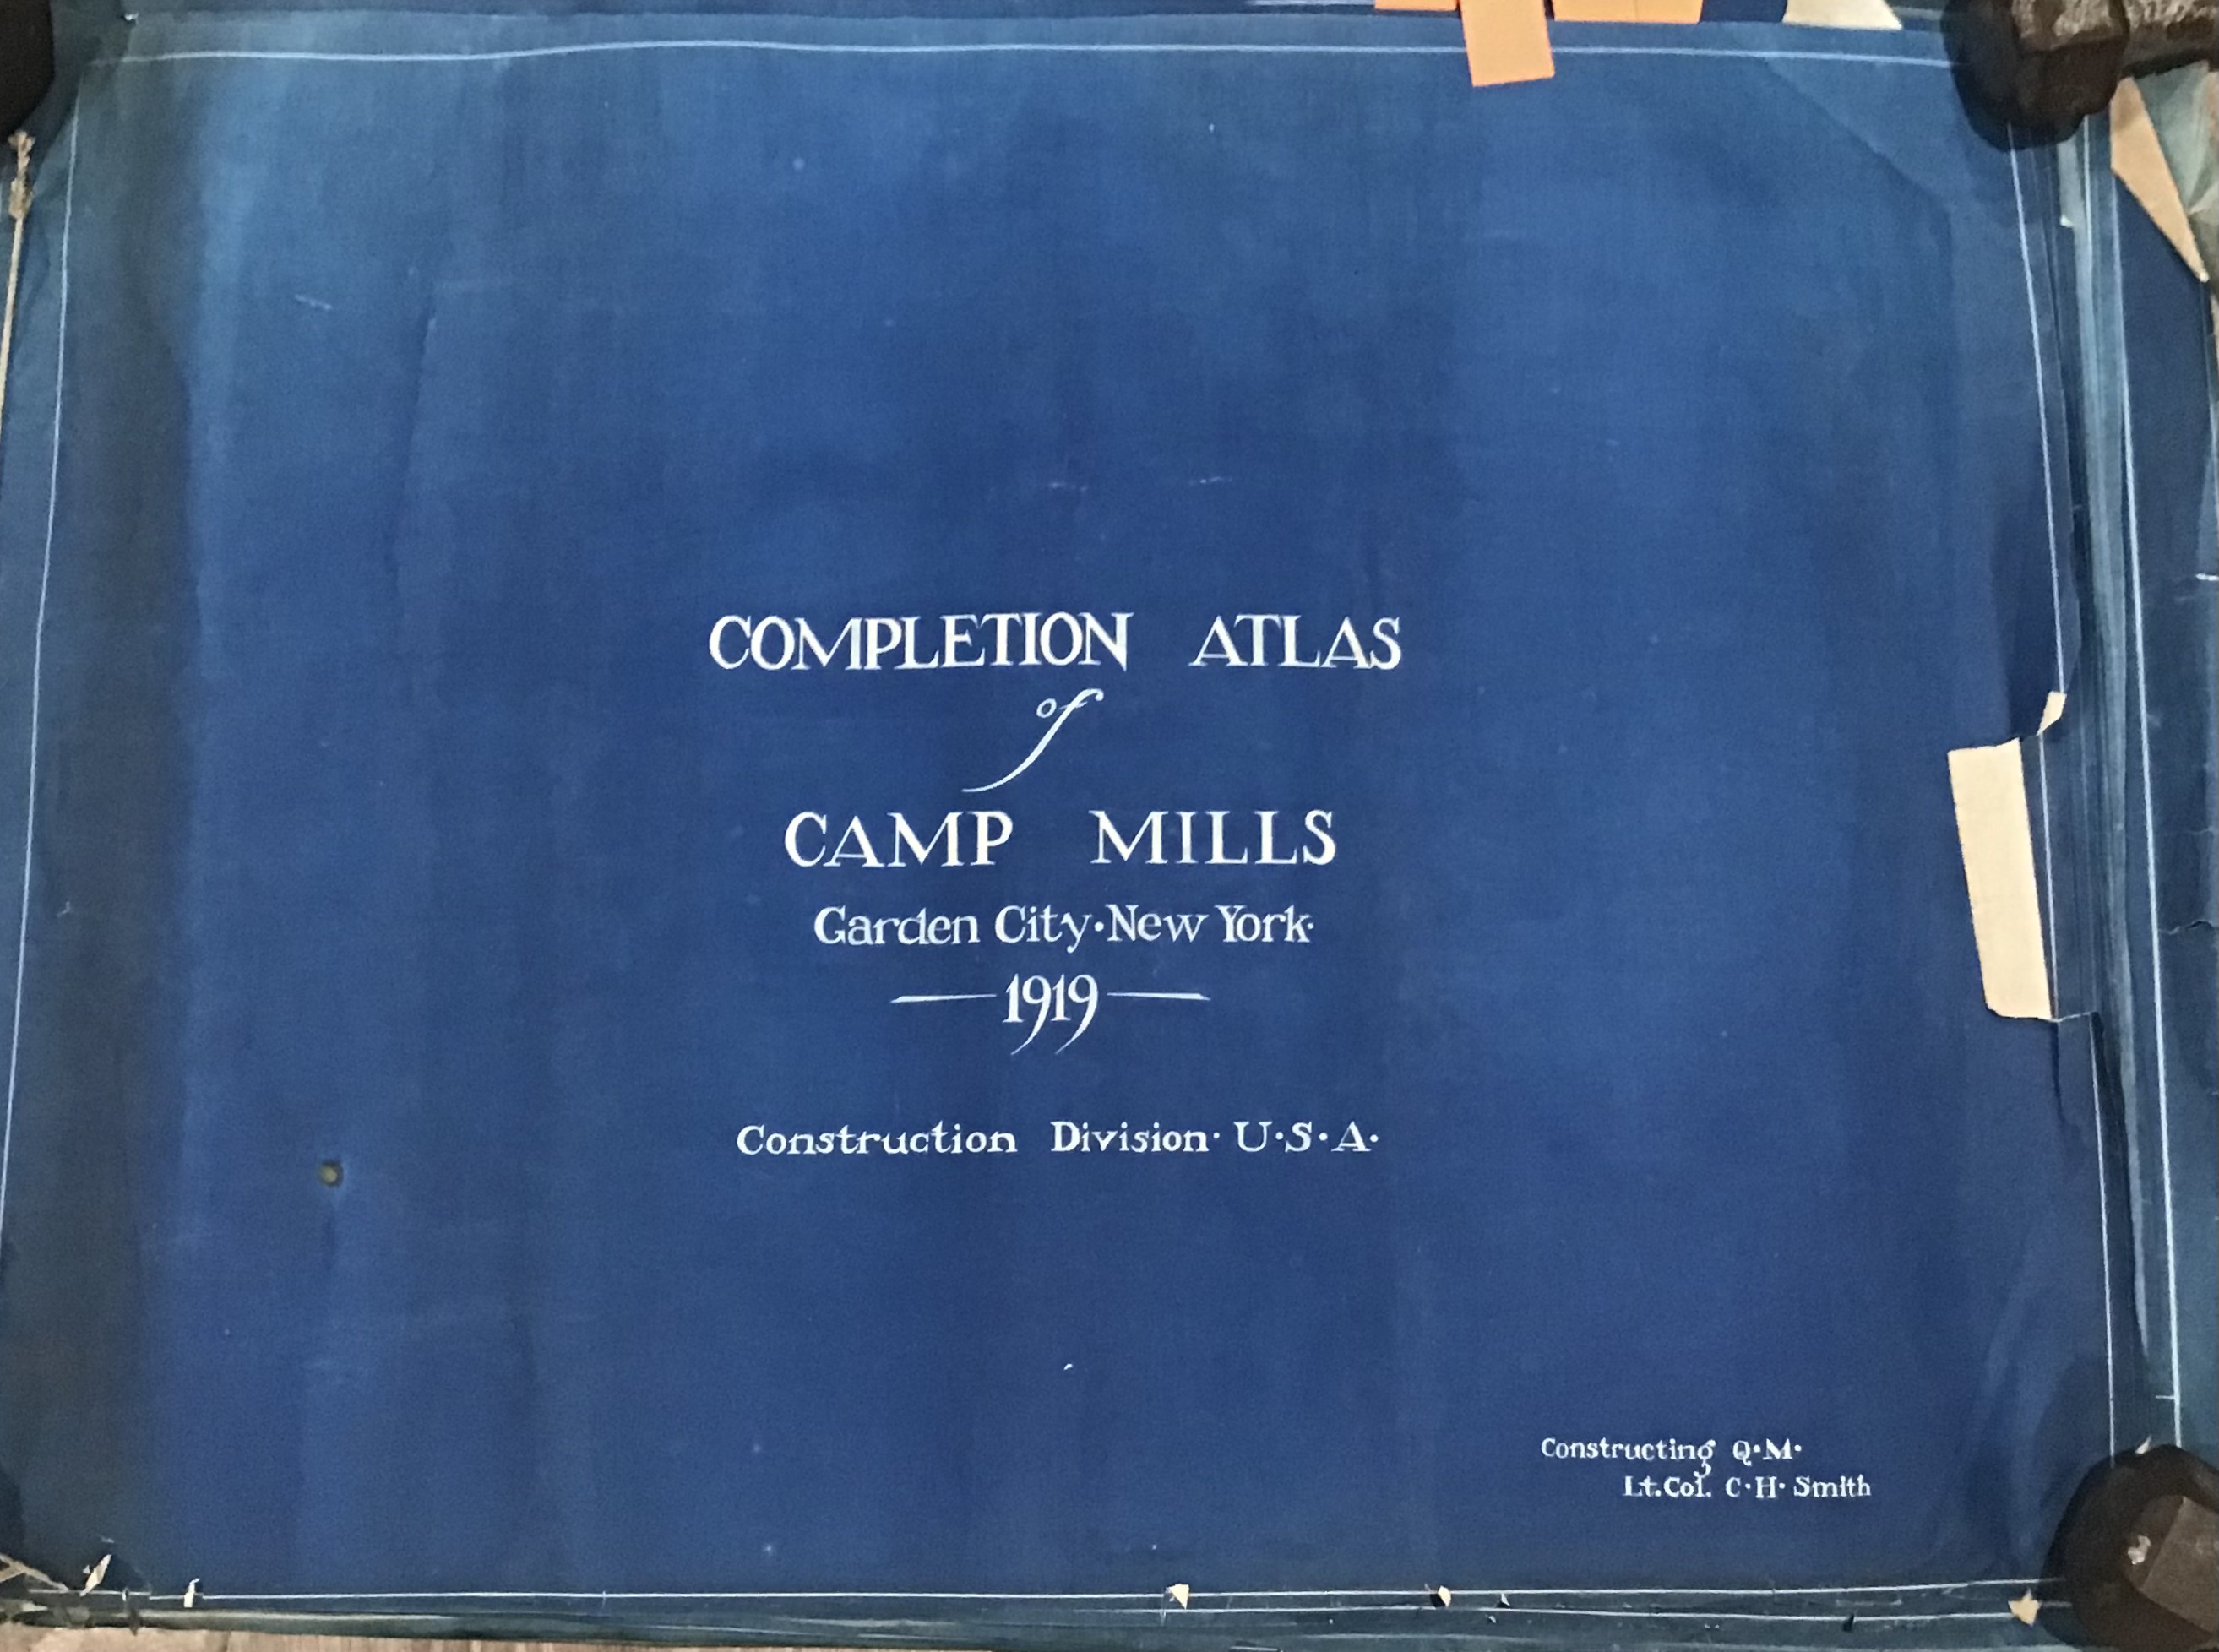 COMPLETION ATLAS
of
CAMP MILLS
Garden City·New York·
—1919—
Construction Division· U·S·A·
Constructing Q·M·
Lt.Col. C·H· Smith